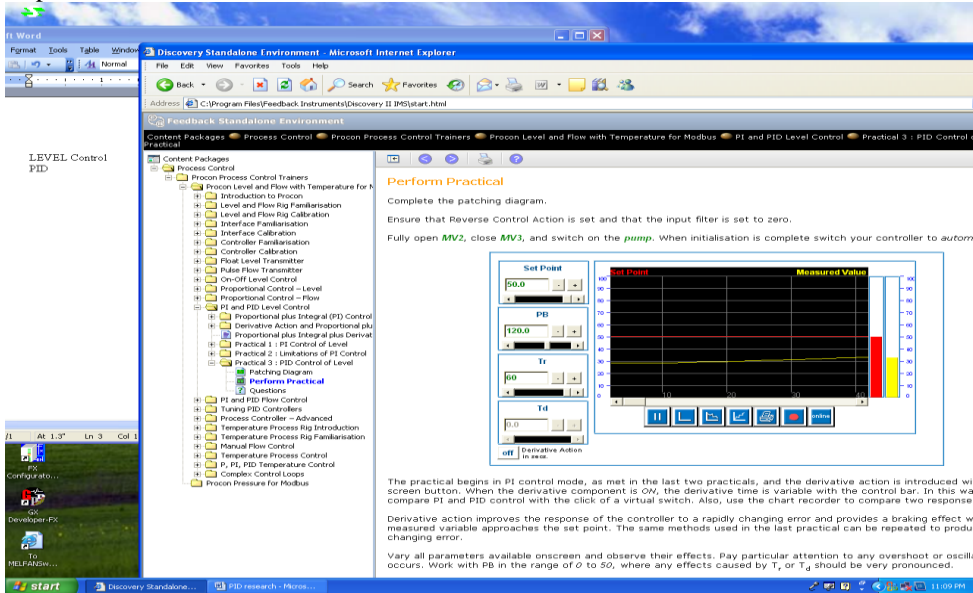 ft Word
Format Tools Table Window
Normal
LEVEL Control
PID
/1 At 1.3" Ln 3 Col 1
PX
Configurato...
GX
Developer-FX
To
MELFANSw...
Discovery Standalone Environment - Microsoft Internet Explorer
File Edit View Favorites Tools Help
Back Search Favorites
Address C:\Program Files\Feedback Instruments\Discovery II IMS\start.html
Feedback Standalone Environment
Content Packages Process Control Procon Process Control Trainers Procon Level and Flow with Temperature for Modbus PI and PID Level Control Practical 3 : PID Control
Practical
Content Packages
Process Control
Procon Process Control Trainers
Procon Level and Flow with Temperature for M
Introduction to Procon
Level and Flow Rig Familiarisation
Level and Flow Rig Calibration
Interface Familiarisation
Interface Calibration
Controller Familiarisation
Controller Calibration
Float Level Transmitter
Pulse Flow Transmitter
On-Off Level Control
Proportional Control – Level
Proportional Control – Flow
PI and PID Level Control
Proportional plus Integral (PI) Control
Derivative Action and Proportional plu
Proportional plus Integral plus Derivat
Practical 1 : PI Control of Level
Practical 2 : Limitations of PI Control
Practical 3 : PID Control of Level
Patching Diagram
Perform Practical
Questions
PI and PID Flow Control
Tuning PID Controllers
Process Controller – Advanced
Temperature Process Rig Introduction
Temperature Process Rig Familiarisation
Manual Flow Control
Temperature Process Control
P, PI, PID Temperature Control
Complex Control Loops
Procon Pressure for Modbus
Perform Practical
Complete the patching diagram.
Ensure that Reverse Control Action is set and that the input filter is set to zero.
Fully open MV2, close MV3, and switch on the pump. When initialisation is complete switch your controller to autom
Set Point
50.0 - +
PB
120.0 - +
Tr
60 - +
Td
0.0 - +
off Derivative Action in secs.
Set Point Measured Value
100 90 80 70 60 50 40 30 20 10 0
10 20 30 40
100 90 80 70 60 50 40 30 20 10 0
online
The practical begins in PI control mode, as met in the last two practicals, and the derivative action is introduced wi
screen button. When the derivative component is ON, the derivative time is variable with the control bar. In this wa
compare PI and PID control with the click of a virtual switch. Also, use the chart recorder to compare two response
Derivative action improves the response of the controller to a rapidly changing error and provides a braking effect w
measured variable approaches the set point. The same methods used in the last practical can be repeated to produ
changing error.
Vary all parameters available onscreen and observe their effects. Pay particular attention to any overshoot or oscilla
occurs. Work with PB in the range of 0 to 50, where any effects caused by Tr or Td should be very pronounced.
start Discovery Standalone... PID research - Micros... 11:09 PM